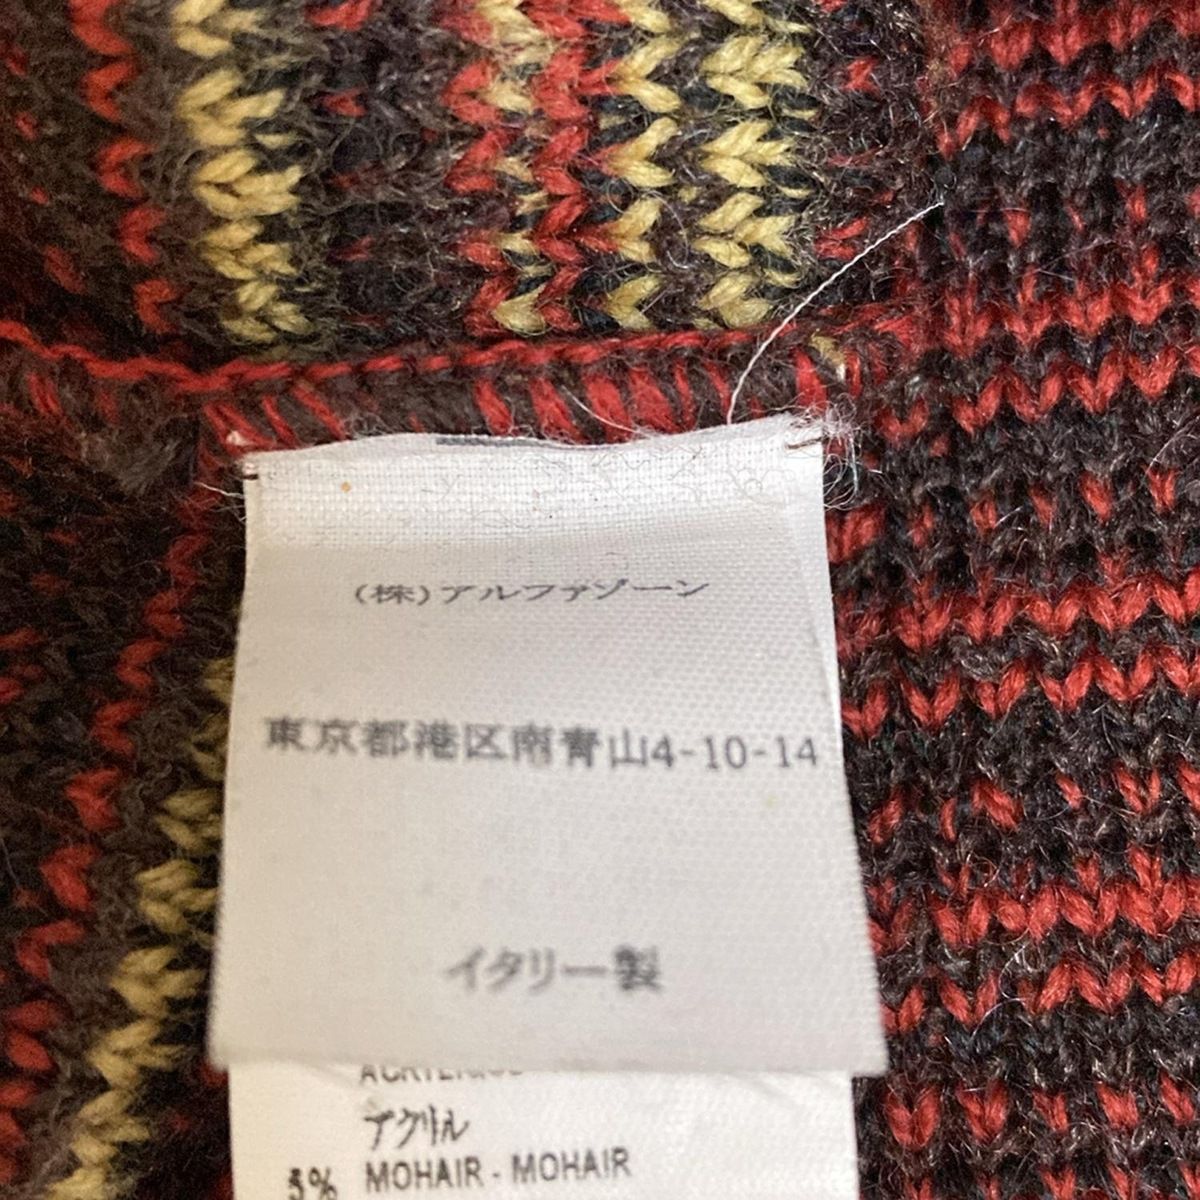 (株)アルファゾーン
東京都港区南青山4-10-14
イタリー製
アクリル
5% MOHAIR - MOHAIR